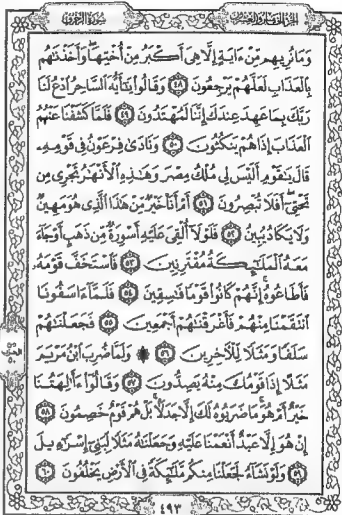 الجزء الخامس والعشرون
سورة الزخرف
وَمَا نُرِيهِم مِّنْ ءَايَةٍ إِلَّا هِىَ أَكْبَرُ مِنْ أُخْتِهَا ۖ وَأَخَذْنَٰهُم
بِالْعَذَابِ لَعَلَّهُمْ يَرْجِعُونَ ٤٨ وَقَالُوا۟ يَٰٓأَيُّهَ السَّاحِرُ ادْعُ لَنَا
رَبَّكَ بِمَا عَهِدَ عِندَكَ إِنَّنَا لَمُهْتَدُونَ ٤٩ فَلَمَّا كَشَفْنَا عَنْهُمُ
الْعَذَابَ إِذَا هُمْ يَنكُثُونَ ٥٠ وَنَادَىٰ فِرْعَوْنُ فِى قَوْمِهِۦ
قَالَ يَٰقَوْمِ أَلَيْسَ لِى مُلْكُ مِصْرَ وَهَٰذِهِ الْأَنْهَٰرُ تَجْرِى مِن
تَحْتِىٓ ۖ أَفَلَا تُبْصِرُونَ ٥١ أَمْ أَنَا۠ خَيْرٌ مِّنْ هَٰذَا الَّذِى هُوَ مَهِينٌ
وَلَا يَكَادُ يُبِينُ ٥٢ فَلَوْلَآ أُلْقِىَ عَلَيْهِ أَسْوِرَةٌ مِّن ذَهَبٍ أَوْ جَآءَ
مَعَهُ الْمَلَٰٓئِكَةُ مُقْتَرِنِينَ ٥٣ فَاسْتَخَفَّ قَوْمَهُۥ
فَأَطَاعُوهُ ۚ إِنَّهُمْ كَانُوا۟ قَوْمًا فَٰسِقِينَ ٥٤ فَلَمَّآ ءَاسَفُونَا
انتَقَمْنَا مِنْهُمْ فَأَغْرَقْنَٰهُمْ أَجْمَعِينَ ٥٥ فَجَعَلْنَٰهُمْ
سَلَفًا وَمَثَلًا لِّلْءَاخِرِينَ ٥٦ ۞ وَلَمَّا ضُرِبَ ابْنُ مَرْيَمَ
مَثَلًا إِذَا قَوْمُكَ مِنْهُ يَصِدُّونَ ٥٧ وَقَالُوٓا۟ ءَأَٰلِهَتُنَا
خَيْرٌ أَمْ هُوَ ۚ مَا ضَرَبُوهُ لَكَ إِلَّا جَدَلًۢا ۚ بَلْ هُمْ قَوْمٌ خَصِمُونَ ٥٨
إِنْ هُوَ إِلَّا عَبْدٌ أَنْعَمْنَا عَلَيْهِ وَجَعَلْنَٰهُ مَثَلًا لِّبَنِىٓ إِسْرَٰٓءِيلَ
٥٩ وَلَوْ نَشَآءُ لَجَعَلْنَا مِنكُم مَّلَٰٓئِكَةً فِى الْأَرْضِ يَخْلُفُونَ ٦٠
٤٩٣